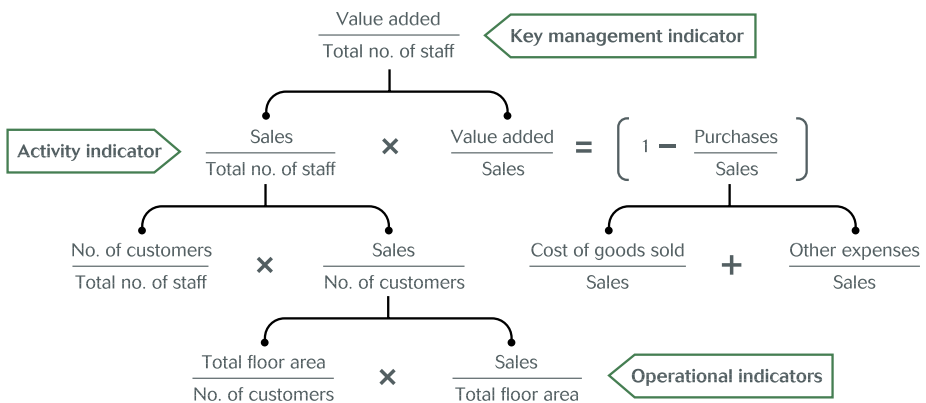 Value added
Total no. of staff
Key management indicator
Activity indicator
Sales
Total no. of staff
×
Value added
Sales
=
1 −
Purchases
Sales
No. of customers
Total no. of staff
×
Sales
No. of customers
Cost of goods sold
Sales
+
Other expenses
Sales
Total floor area
No. of customers
×
Sales
Total floor area
Operational indicators